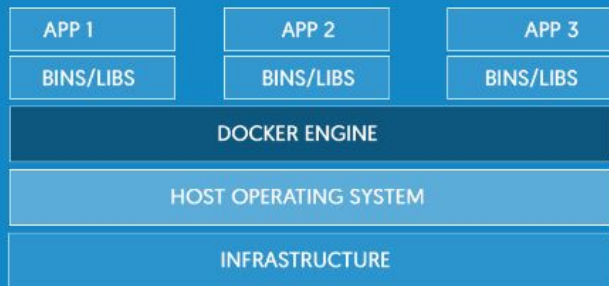 APP 1 APP 2 APP 3
BINS/LIBS BINS/LIBS BINS/LIBS
DOCKER ENGINE
HOST OPERATING SYSTEM
INFRASTRUCTURE